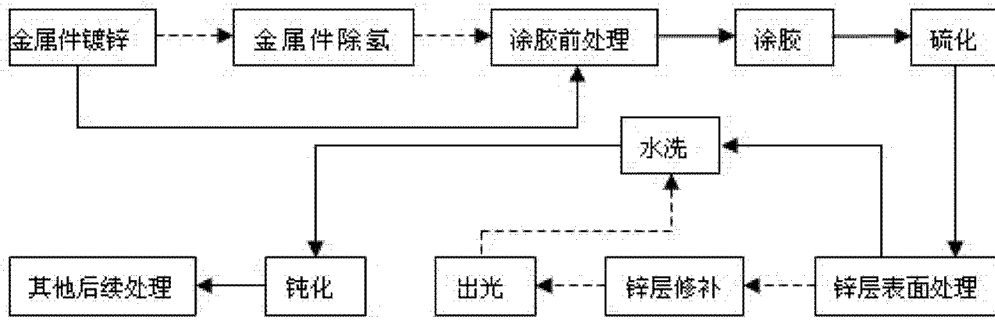 金属件镀锌
金属件除氢
涂胶前处理
涂胶
硫化
水洗
其他后续处理
钝化
出光
锌层修补
锌层表面处理